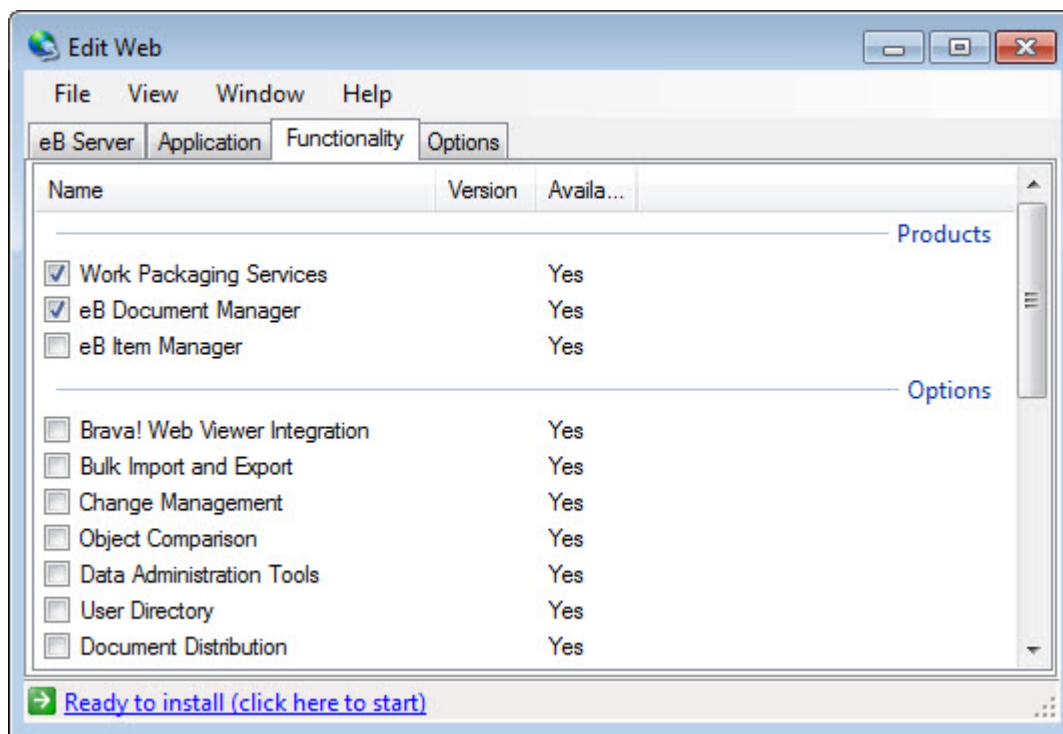 Edit Web
File View Window Help
eB Server Application Functionality Options
Name Version Availa...
Products
Work Packaging Services Yes
eB Document Manager Yes
eB Item Manager Yes
Options
Brava! Web Viewer Integration Yes
Bulk Import and Export Yes
Change Management Yes
Object Comparison Yes
Data Administration Tools Yes
User Directory Yes
Document Distribution Yes
Ready to install (click here to start)